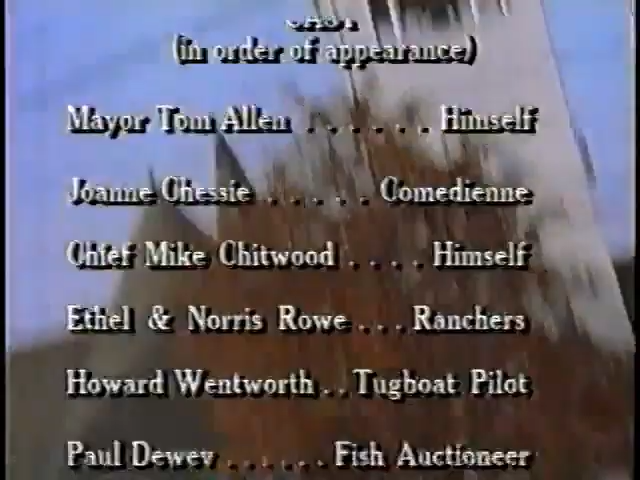 CAST
(in order of appearance)
Mayor Tom Allen . . . . . . Himself
Joanne Chessie . . . . . Comedienne
Chief Mike Chitwood . . . . Himself
Ethel & Norris Rowe . . . Ranchers
Howard Wentworth . . Tugboat Pilot
Paul Dewey . . . . . . Fish Auctioneer